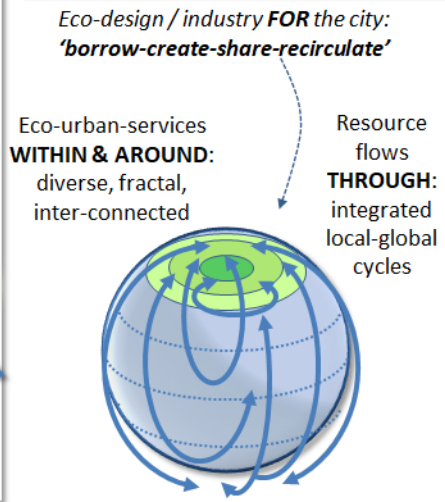 Eco-design / industry FOR the city:
‘borrow-create-share-recirculate’
Eco-urban-services
WITHIN & AROUND:
diverse, fractal,
inter-connected
Resource
flows
THROUGH:
integrated
local-global
cycles